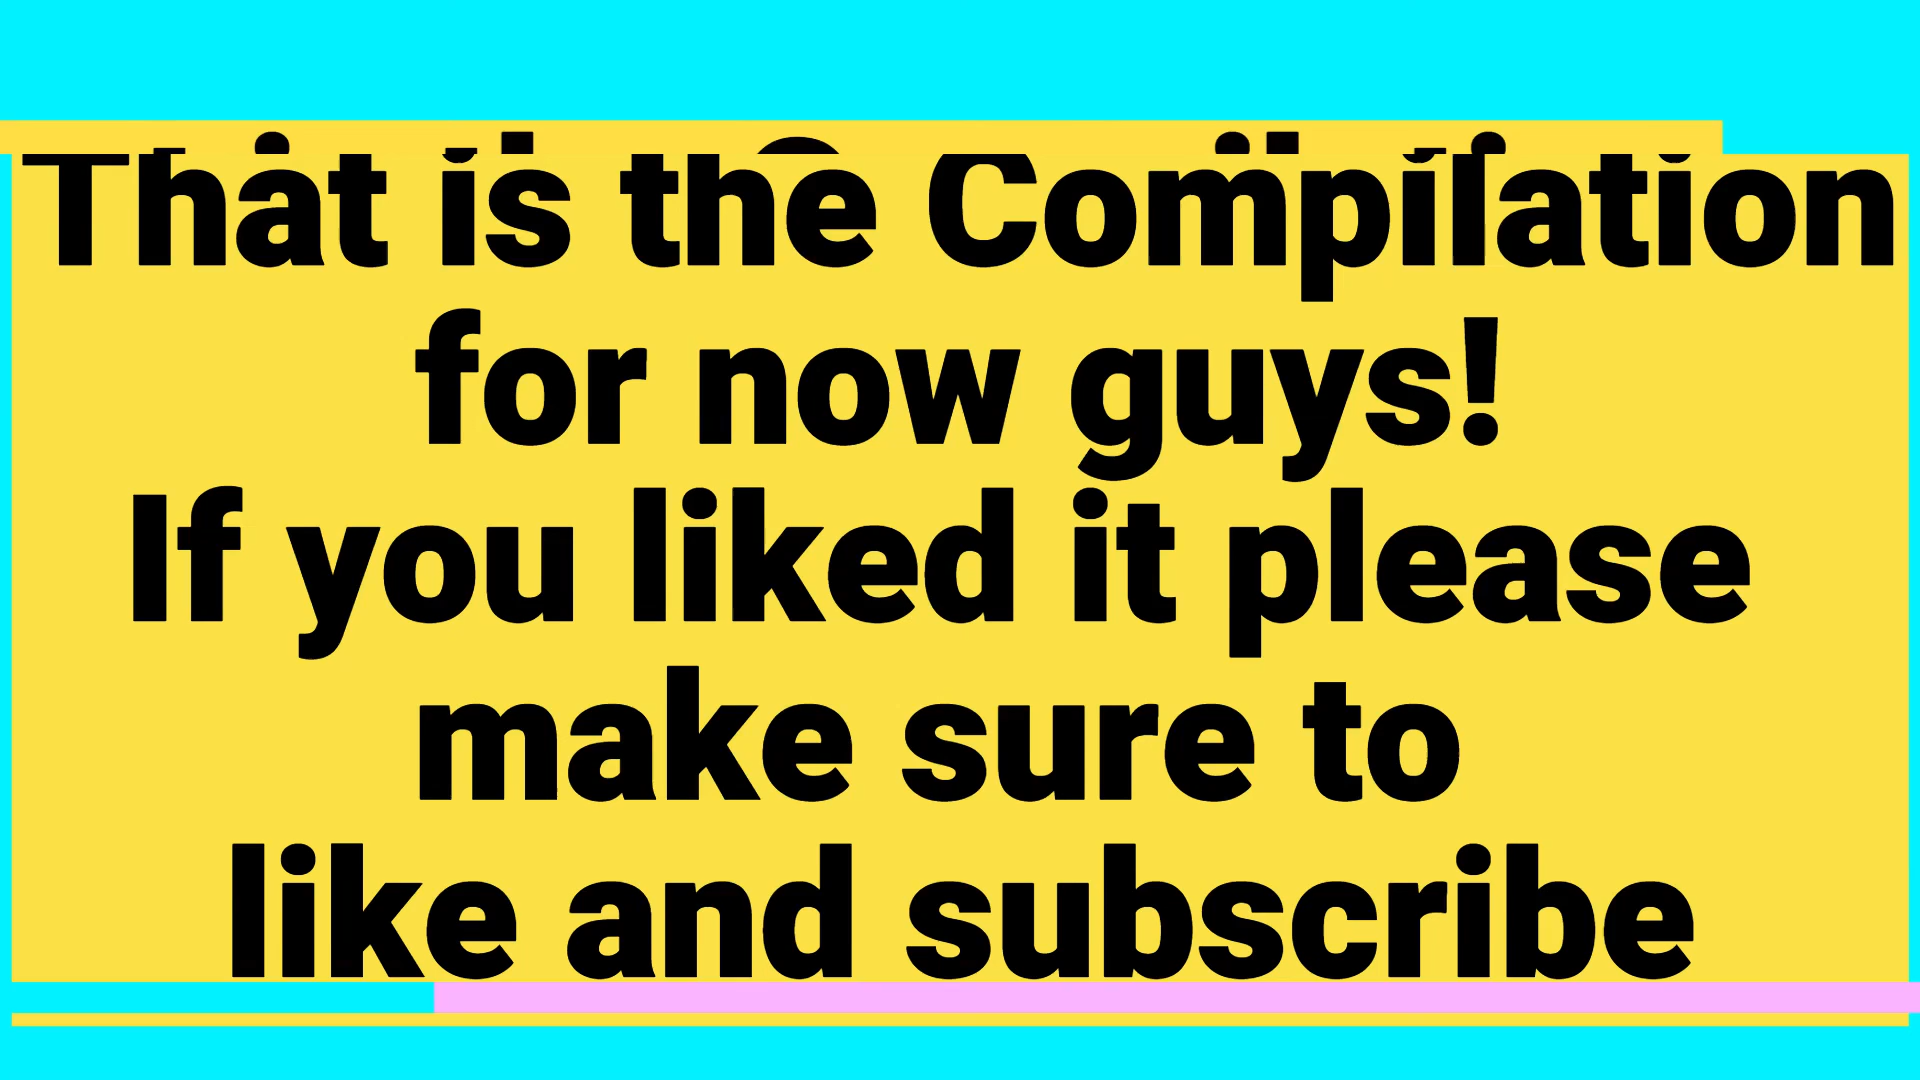 That is the Compilation
for now guys!
If you liked it please
make sure to
like and subscribe